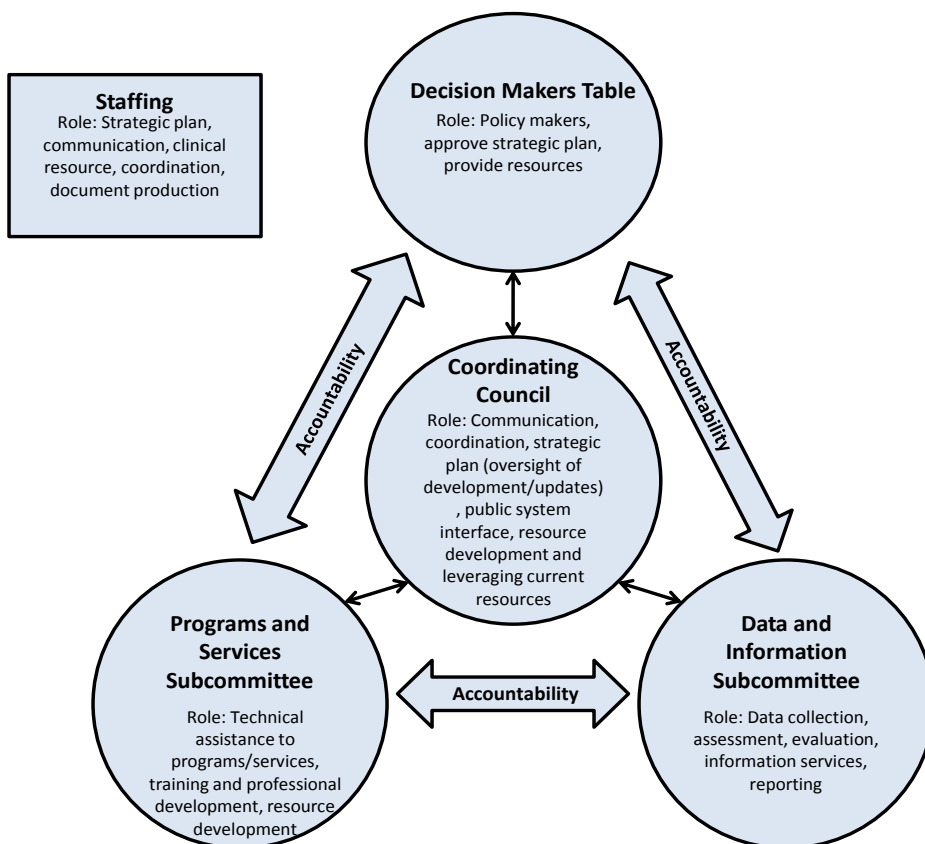 Decision Makers Table
Role: Policy makers,
approve strategic plan,
provide resources
Staffing
Role: Strategic plan,
communication, clinical
resource, coordination,
document production
Accountability
Accountability
Coordinating
Council
Role: Communication,
coordination, strategic
plan (oversight of
development/updates)
, public system
interface, resource
development and
leveraging current
resources
Programs and
Services
Subcommittee
Role: Technical
assistance to
programs/services,
training and professional
development, resource
development
Accountability
Data and
Information
Subcommittee
Role: Data collection,
assessment, evaluation,
information services,
reporting